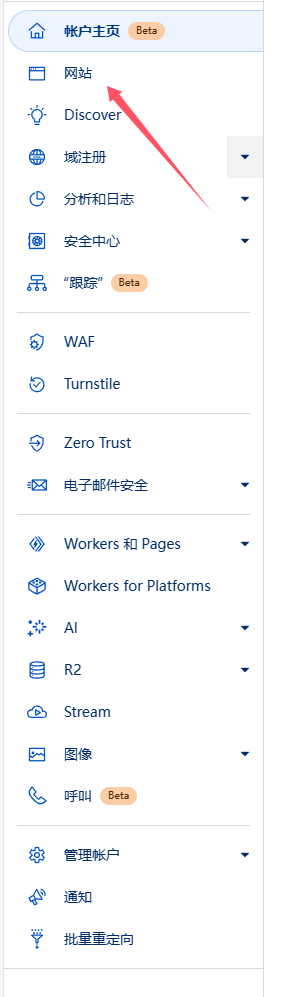 帐户主页 Beta
网站
Discover
域注册
分析和日志
安全中心
“跟踪” Beta
WAF
Turnstile
Zero Trust
电子邮件安全
Workers 和 Pages
Workers for Platforms
AI
R2
Stream
图像
呼叫 Beta
管理帐户
通知
批量重定向